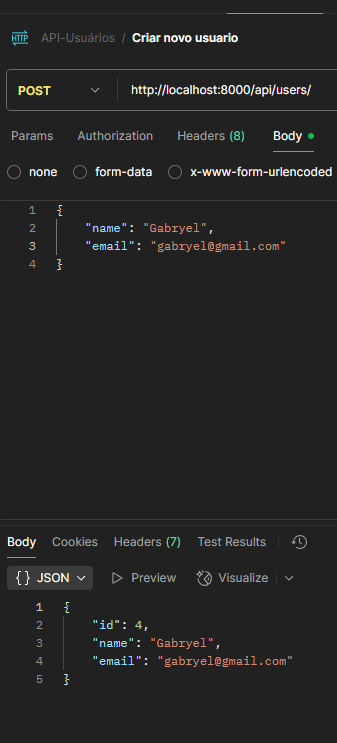 HTTP API-Usuários / Criar novo usuario
POST http://localhost:8000/api/users/
Params Authorization Headers (8) Body
none form-data x-www-form-urlencoded
1 {
2 "name": "Gabryel",
3 "email": "gabryel@gmail.com"
4 }
Body Cookies Headers (7) Test Results
{} JSON Preview Visualize
1 {
2 "id": 4,
3 "name": "Gabryel",
4 "email": "gabryel@gmail.com"
5 }